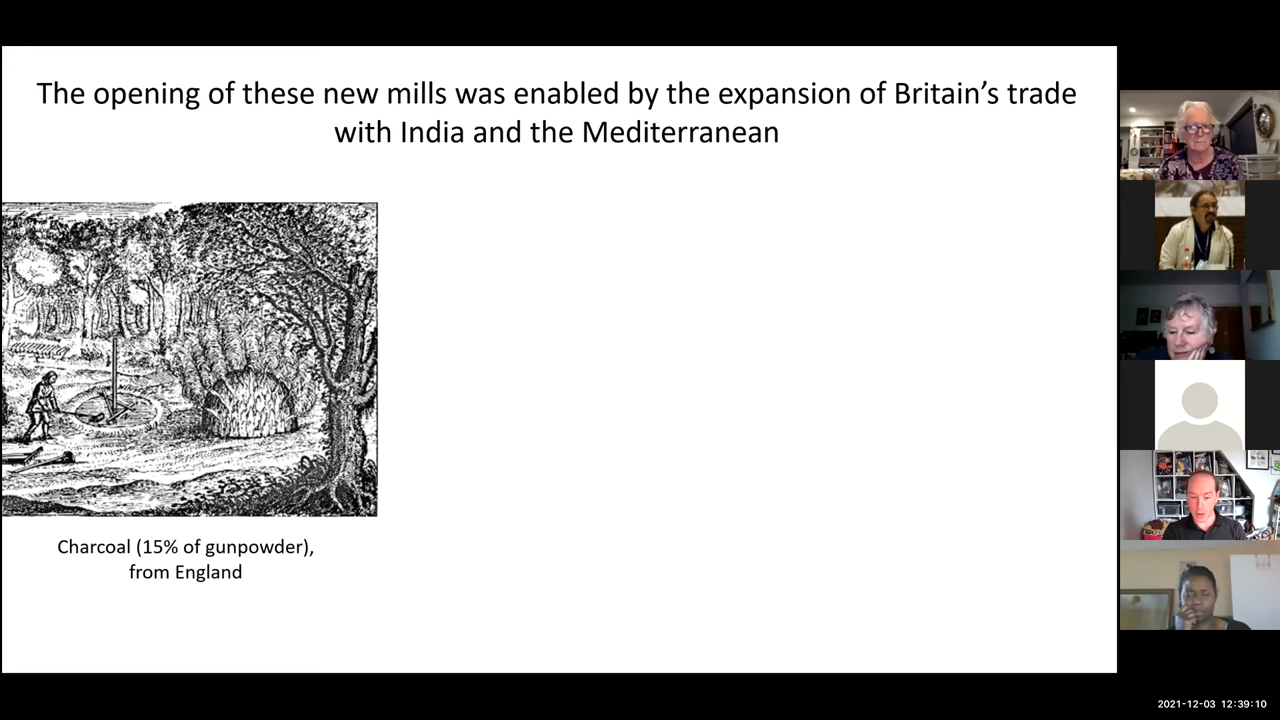 The opening of these new mills was enabled by the expansion of Britain’s trade
with India and the Mediterranean
Charcoal (15% of gunpowder),
from England
2021-12-03 12:39:10